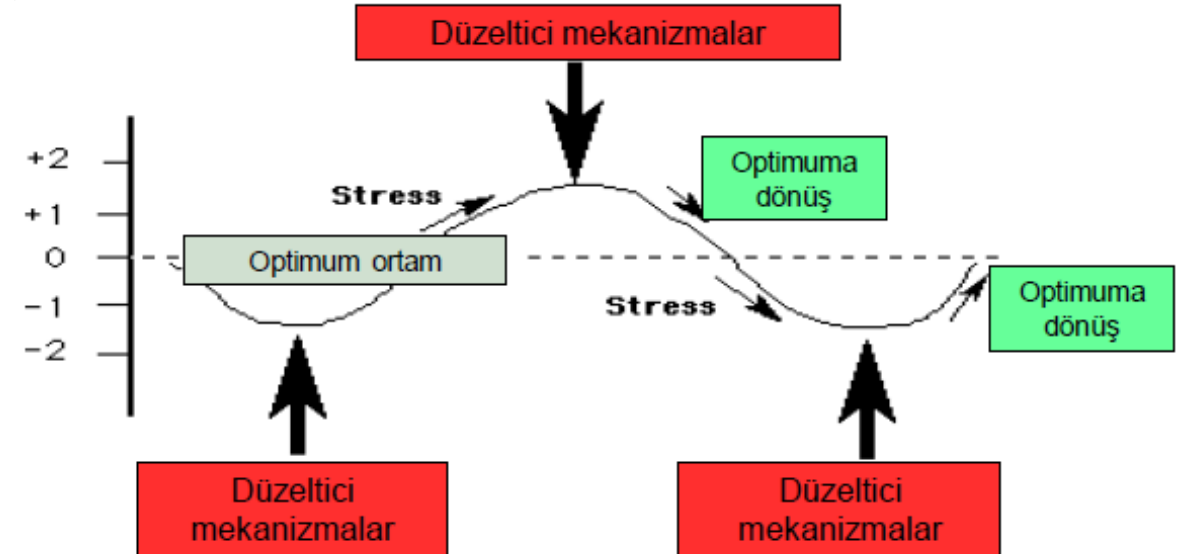 Düzeltici mekanizmalar
+2
Optimuma
dönüş
Stress
+1
0
Optimum ortam
-1
Stress
Optimuma
dönüş
-2
Düzeltici
mekanizmalar
Düzeltici
mekanizmalar